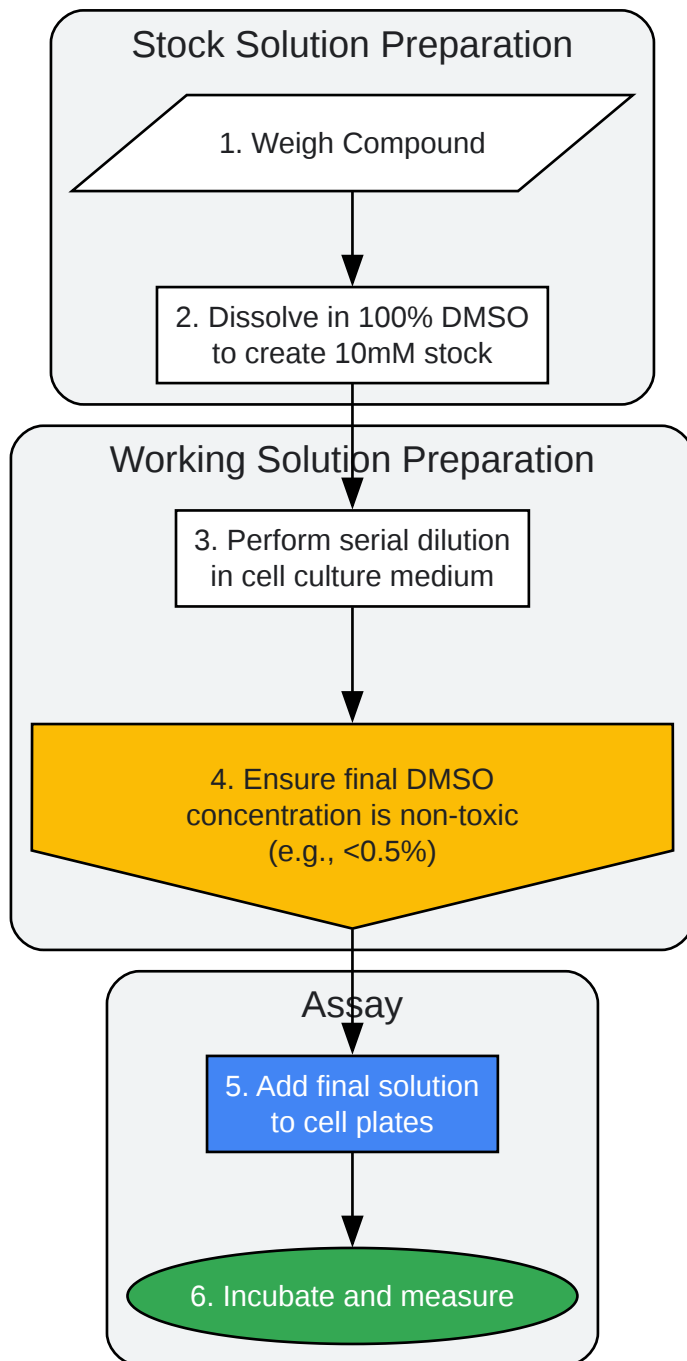 Stock Solution Preparation
1. Weigh Compound
2. Dissolve in 100% DMSO
to create 10mM stock
Working Solution Preparation
3. Perform serial dilution
in cell culture medium
4. Ensure final DMSO
concentration is non-toxic
(e.g., <0.5%)
Assay
5. Add final solution
to cell plates
6. Incubate and measure